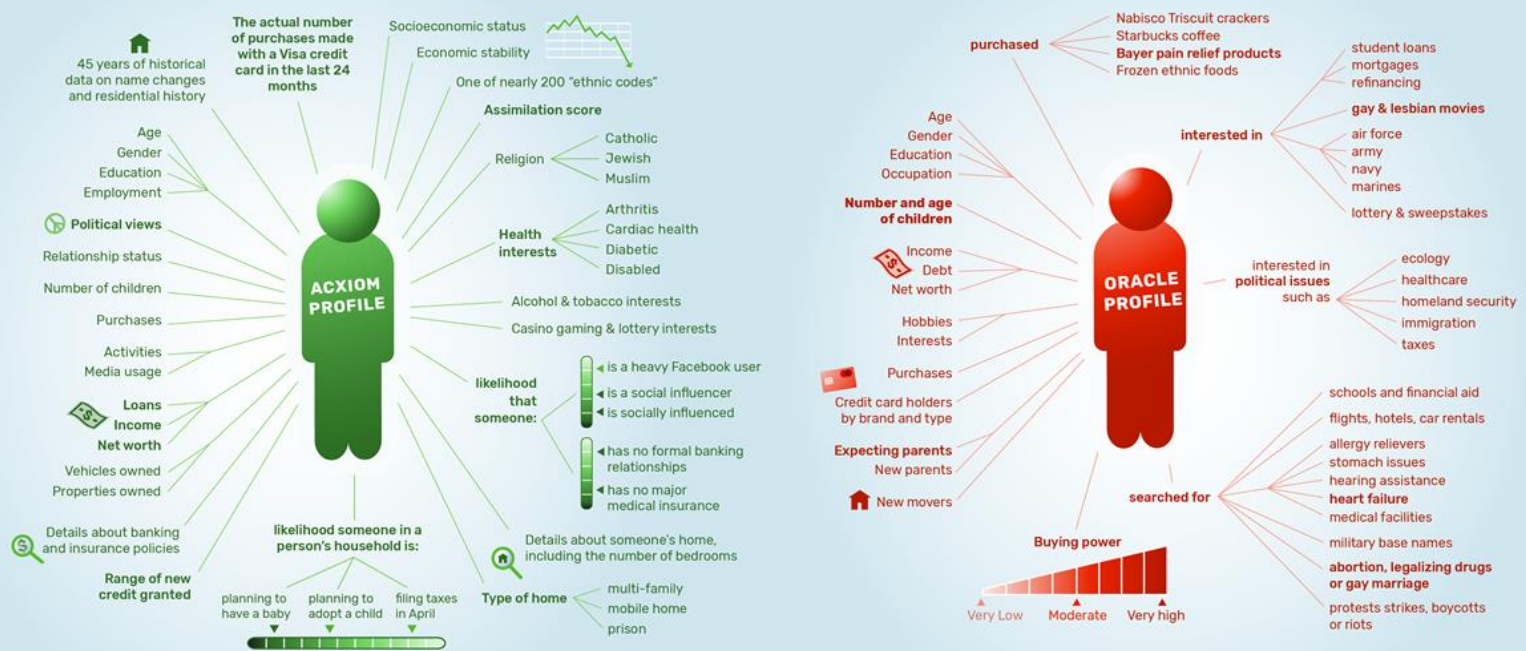 The actual number
of purchases made
with a Visa credit
card in the last 24
months
45 years of historical
data on name changes
and residential history
Age
Gender
Education
Employment
Political views
Relationship status
Number of children
Purchases
Activities
Media usage
Loans
Income
Net worth
Vehicles owned
Properties owned
Details about banking
and insurance policies
Range of new
credit granted
ACXIOM
PROFILE
Socioeconomic status
Economic stability
One of nearly 200 "ethnic codes"
Assimilation score
Religion
Catholic
Jewish
Muslim
Health
interests
Arthritis
Cardiac health
Diabetic
Disabled
Alcohol & tobacco interests
Casino gaming & lottery interests
likelihood
that
someone:
is a heavy Facebook user
is a social influencer
is socially influenced
has no formal banking
relationships
has no major
medical insurance
Details about someone's home,
including the number of bedrooms
Type of home
multi-family
mobile home
prison
likelihood someone in a
person's household is:
planning to
have a baby
planning to
adopt a child
filing taxes
in April
purchased
Nabisco Triscuit crackers
Starbucks coffee
Bayer pain relief products
Frozen ethnic foods
Age
Gender
Education
Occupation
Number and age
of children
Income
Debt
Net worth
Hobbies
Interests
Purchases
Credit card holders
by brand and type
Expecting parents
New parents
New movers
ORACLE
PROFILE
interested in
student loans
mortgages
refinancing
gay & lesbian movies
air force
army
navy
marines
lottery & sweepstakes
interested in
political issues
such as
ecology
healthcare
homeland security
immigration
taxes
searched for
schools and financial aid
flights, hotels, car rentals
allergy relievers
stomach issues
hearing assistance
heart failure
medical facilities
military base names
abortion, legalizing drugs
or gay marriage
protests strikes, boycotts
or riots
Buying power
Very Low
Moderate
Very high